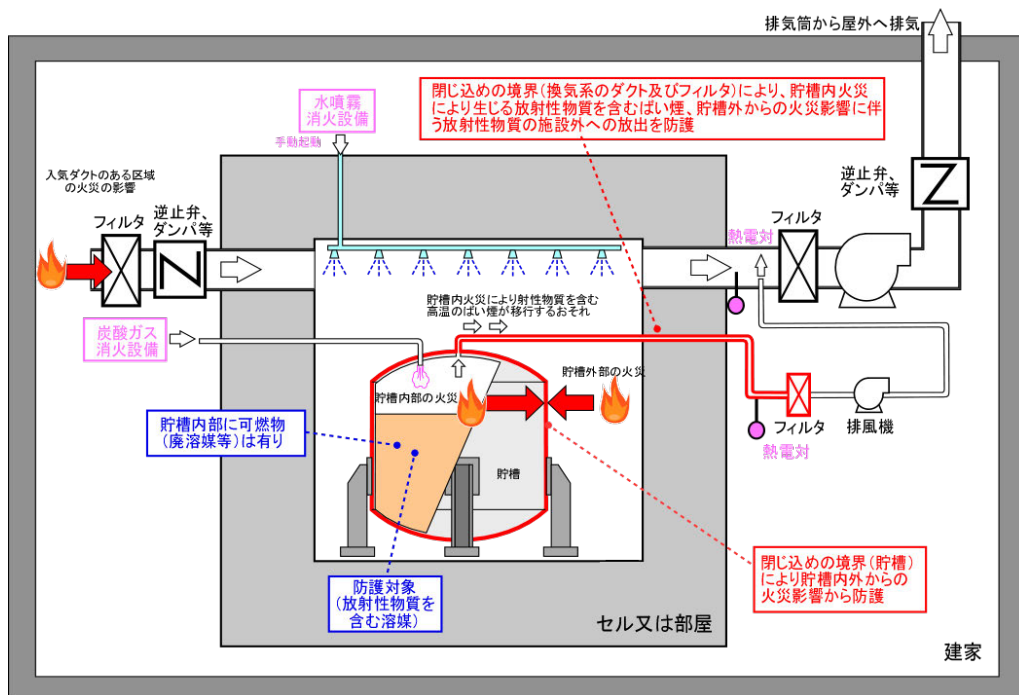 排気筒から屋外へ排気
閉じ込めの境界(換気系のダクト及びフィルタ)により、貯槽内火災
により生じる放射性物質を含むばい煙、貯槽外からの火災影響に伴
う放射性物質の施設外への放出を防護
水噴霧
消火設備
手動起動
入気ダクトのある区域
の火災の影響
フィルタ
逆止弁、
ダンパ等
逆止弁、
ダンパ等
フィルタ
熱電対
貯槽内火災により射性物質を含む
高温のばい煙が移行するおそれ
炭酸ガス
消火設備
貯槽内部の火災
貯槽外部の火災
貯槽内部に可燃物
(廃溶媒等)は有り
フィルタ
排風機
熱電対
貯槽
閉じ込めの境界(貯槽)
により貯槽内外からの
火災影響から防護
防護対象
(放射性物質を
含む溶媒)
セル又は部屋
建家